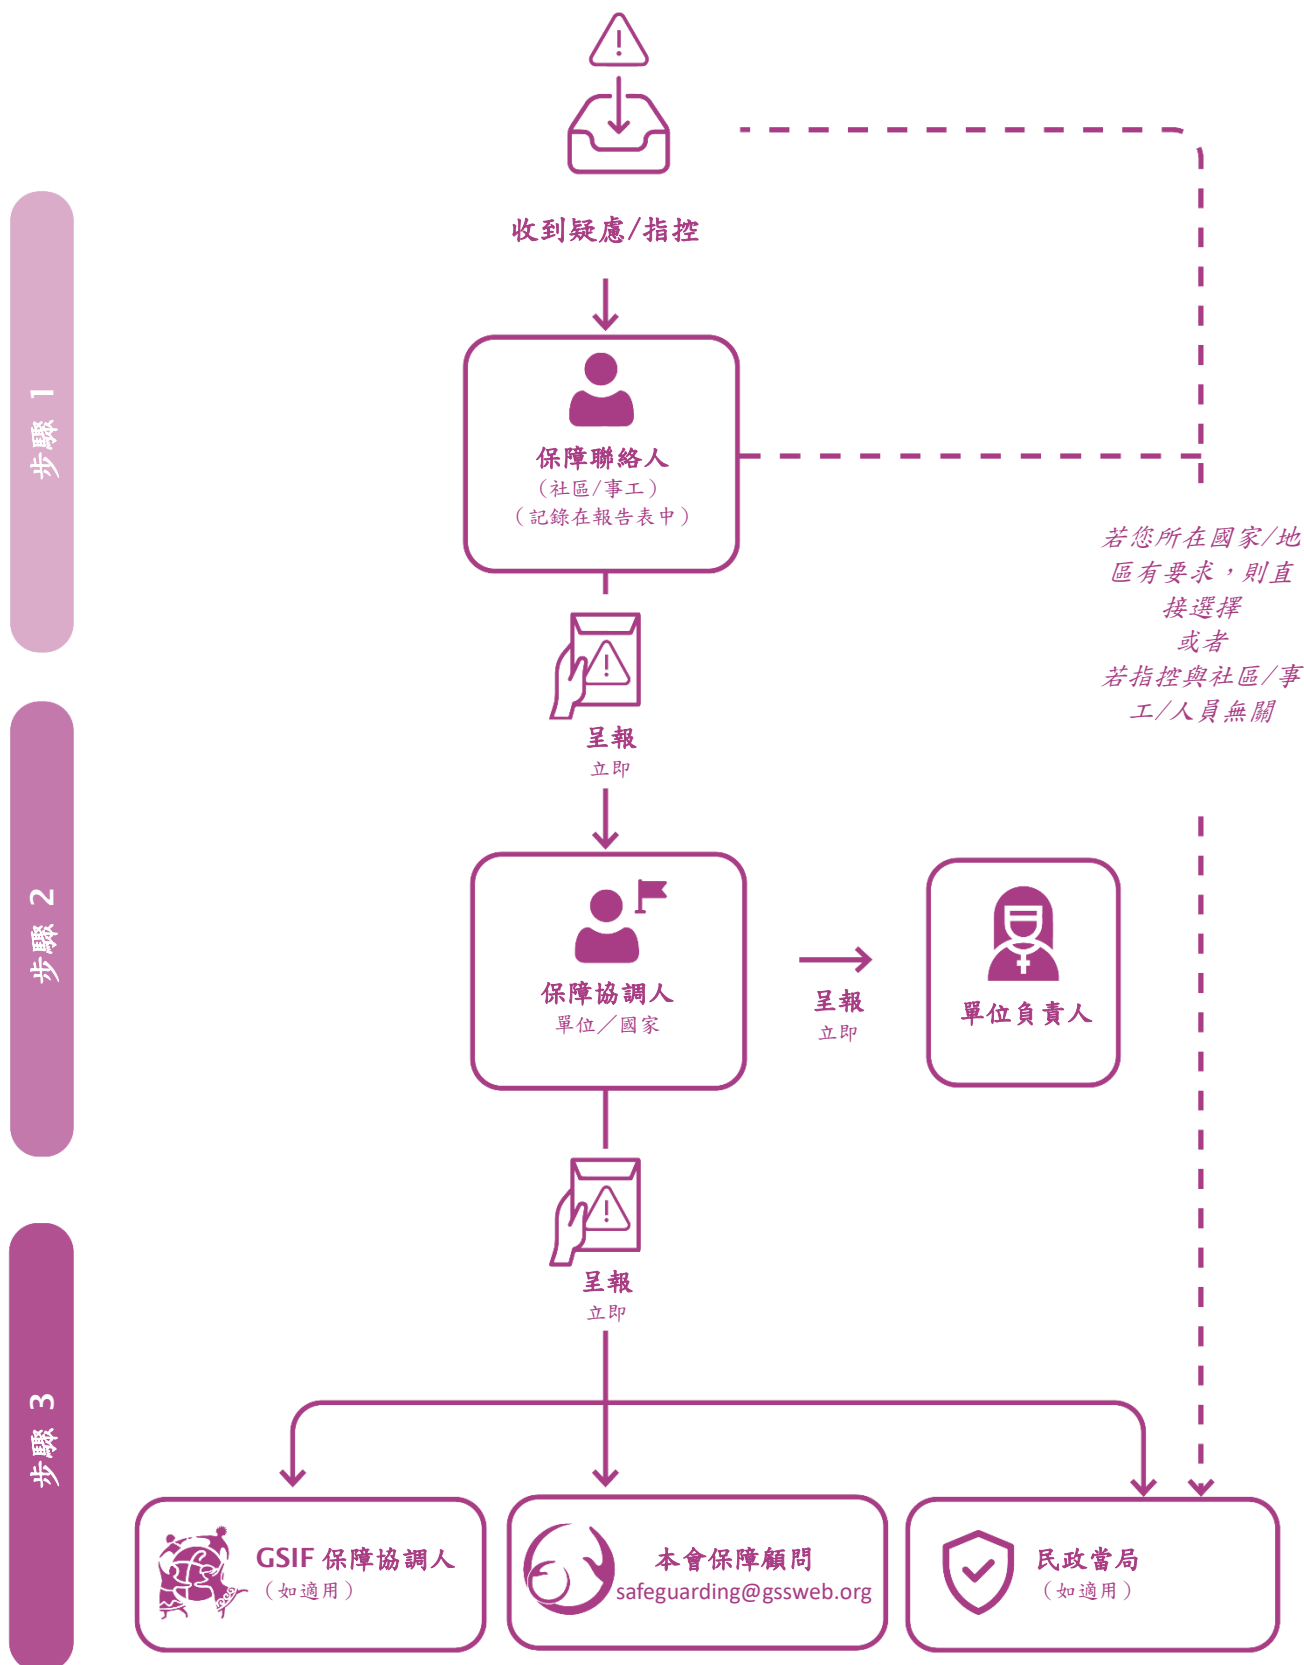 收到疑慮/指控
步驟 1
保障聯絡人
（社區/事工）
（記錄在報告表中）
若您所在國家/地
區有要求，則直
接選擇
或者
若指控與社區/事
工/人員無關
呈報
立即
步驟 2
保障協調人
單位／國家
呈報
立即
單位負責人
呈報
立即
步驟 3
GSIF 保障協調人
（如適用）
本會保障顧問
safeguarding@gssweb.org
民政當局
（如適用）